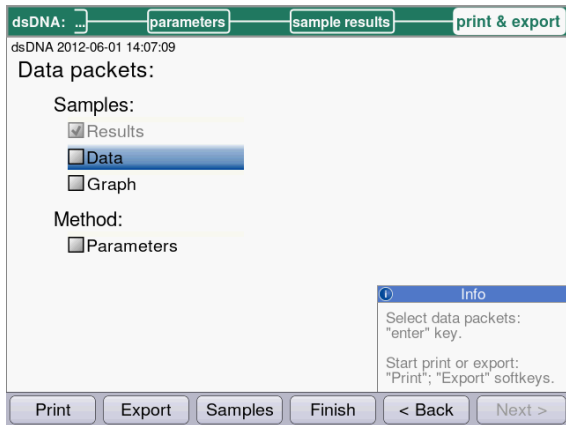 dsDNA: ... parameters sample results print & export
dsDNA 2012-06-01 14:07:09
Data packets:
Samples:
Results
Data
Graph
Method:
Parameters
Info
Select data packets:
"enter" key.
Start print or export:
"Print"; "Export" softkeys.
Print Export Samples Finish < Back Next >